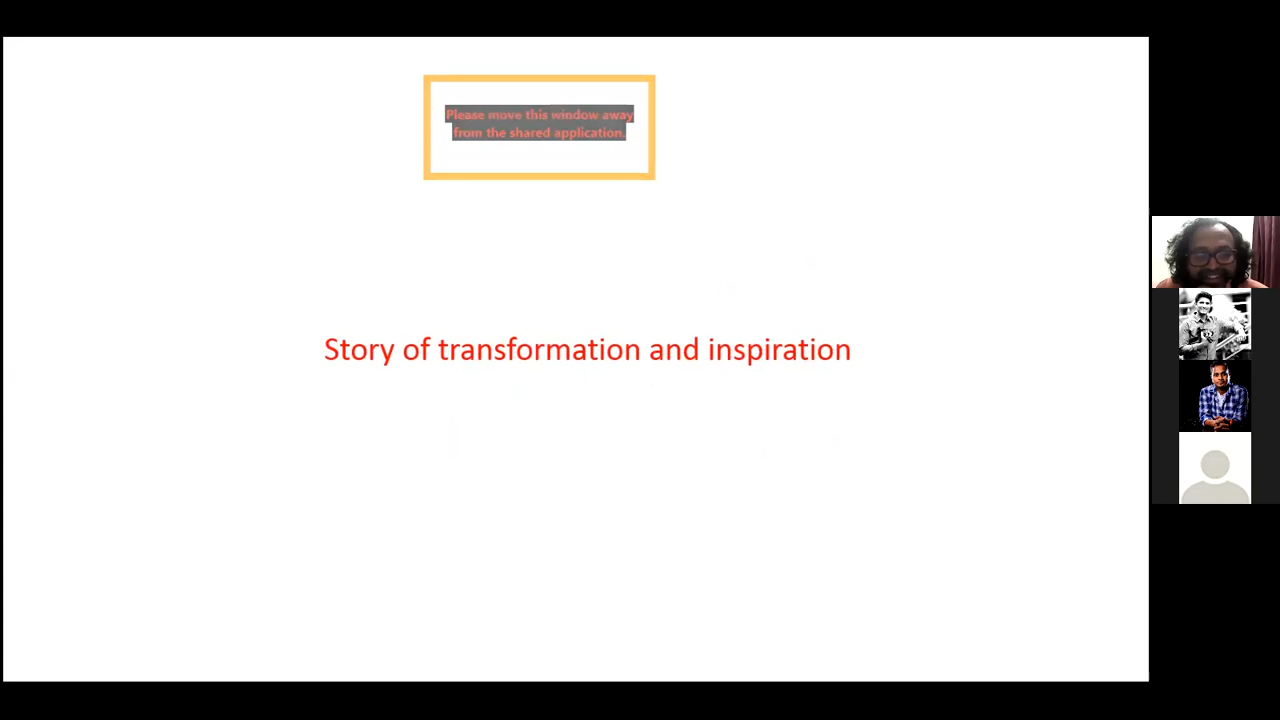 Please move this window away
from the shared application.
Story of transformation and inspiration